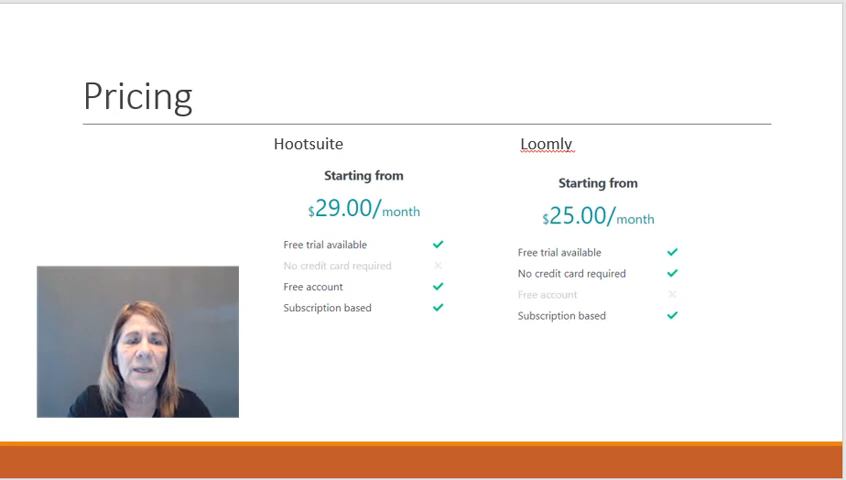 Pricing
Hootsuite
Starting from
$29.00/month
Free trial available
No credit card required
Free account
Subscription based
Loomly
Starting from
$25.00/month
Free trial available
No credit card required
Free account
Subscription based